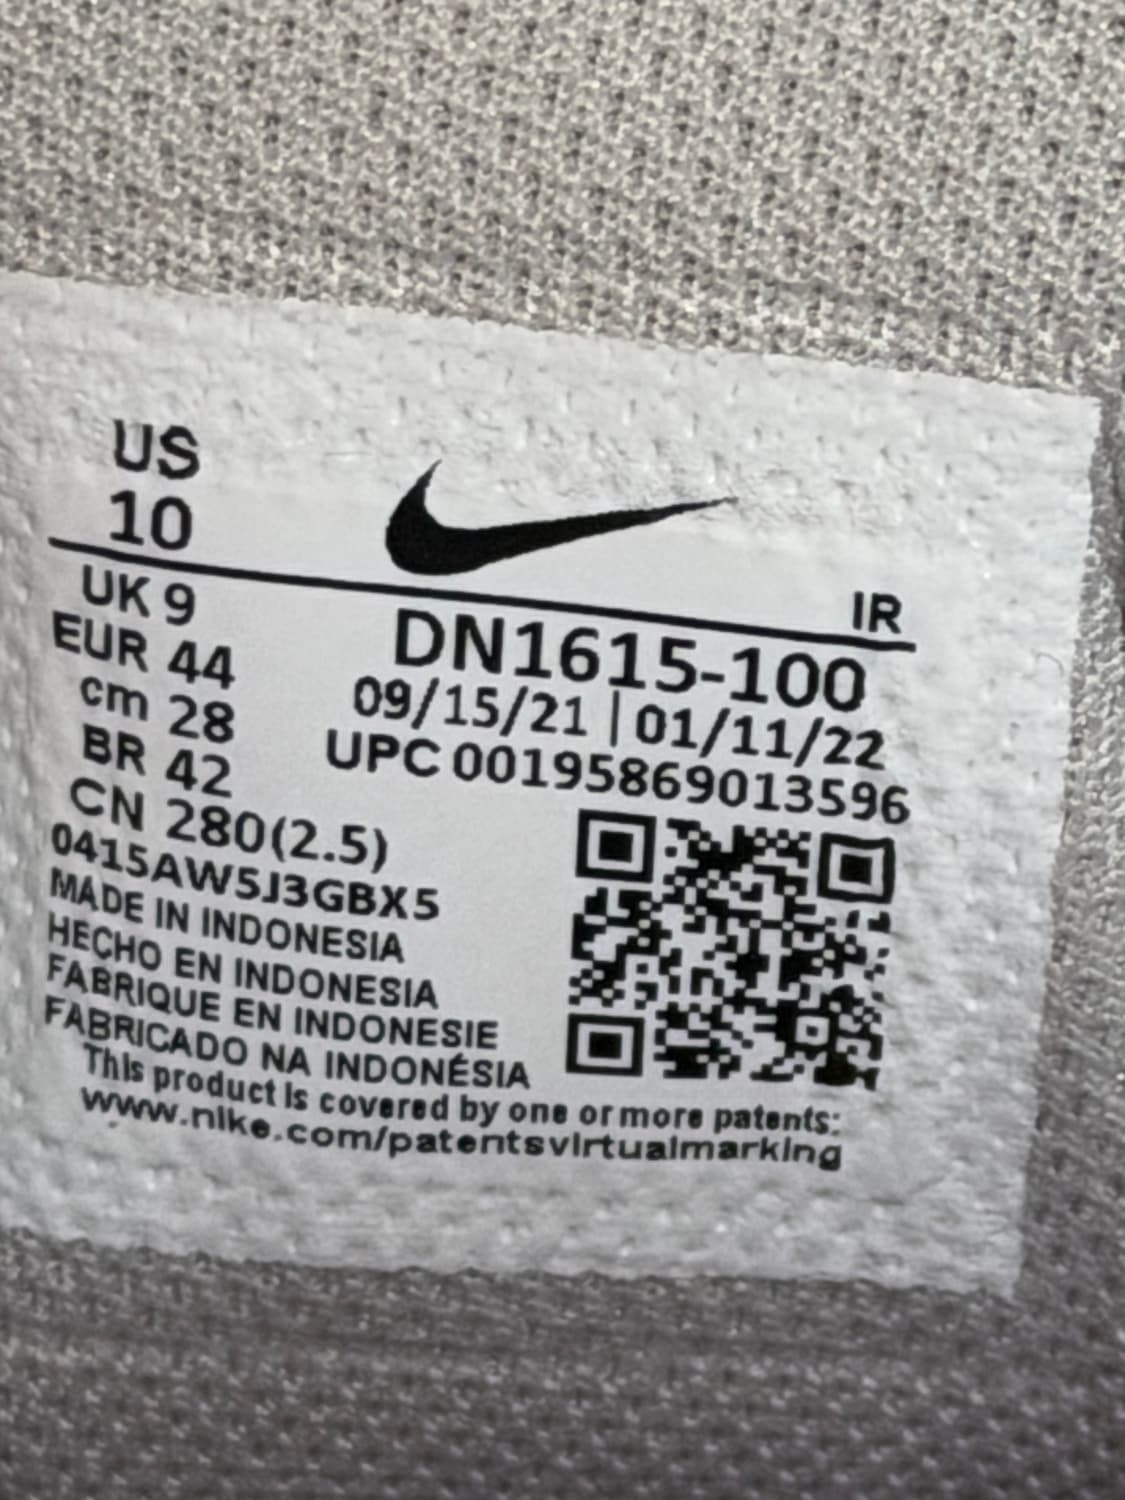 US
10
IR
UK 9
EUR 44
cm 28
BR 42
CN 280(2.5)
DN1615-100
09/15/21 | 01/11/22
UPC 00195869013596
0415AW5J3GBX5
MADE IN INDONESIA
HECHO EN INDONESIA
FABRIQUE EN INDONESIE
FABRICADO NA INDONÉSIA
This product is covered by one or more patents:
www.nike.com/patentsvirtualmarking